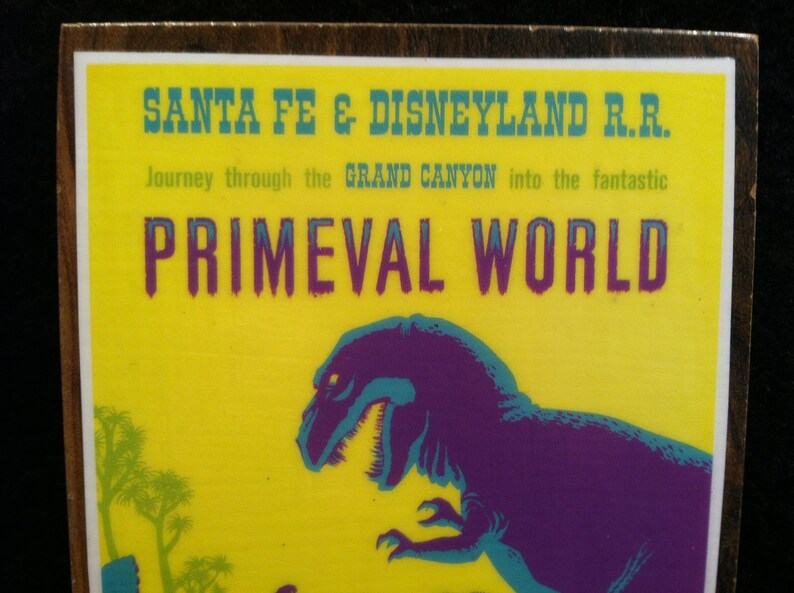 SANTA FE & DISNEYLAND R.R.
Journey through the GRAND CANYON into the fantastic
PRIMEVAL WORLD